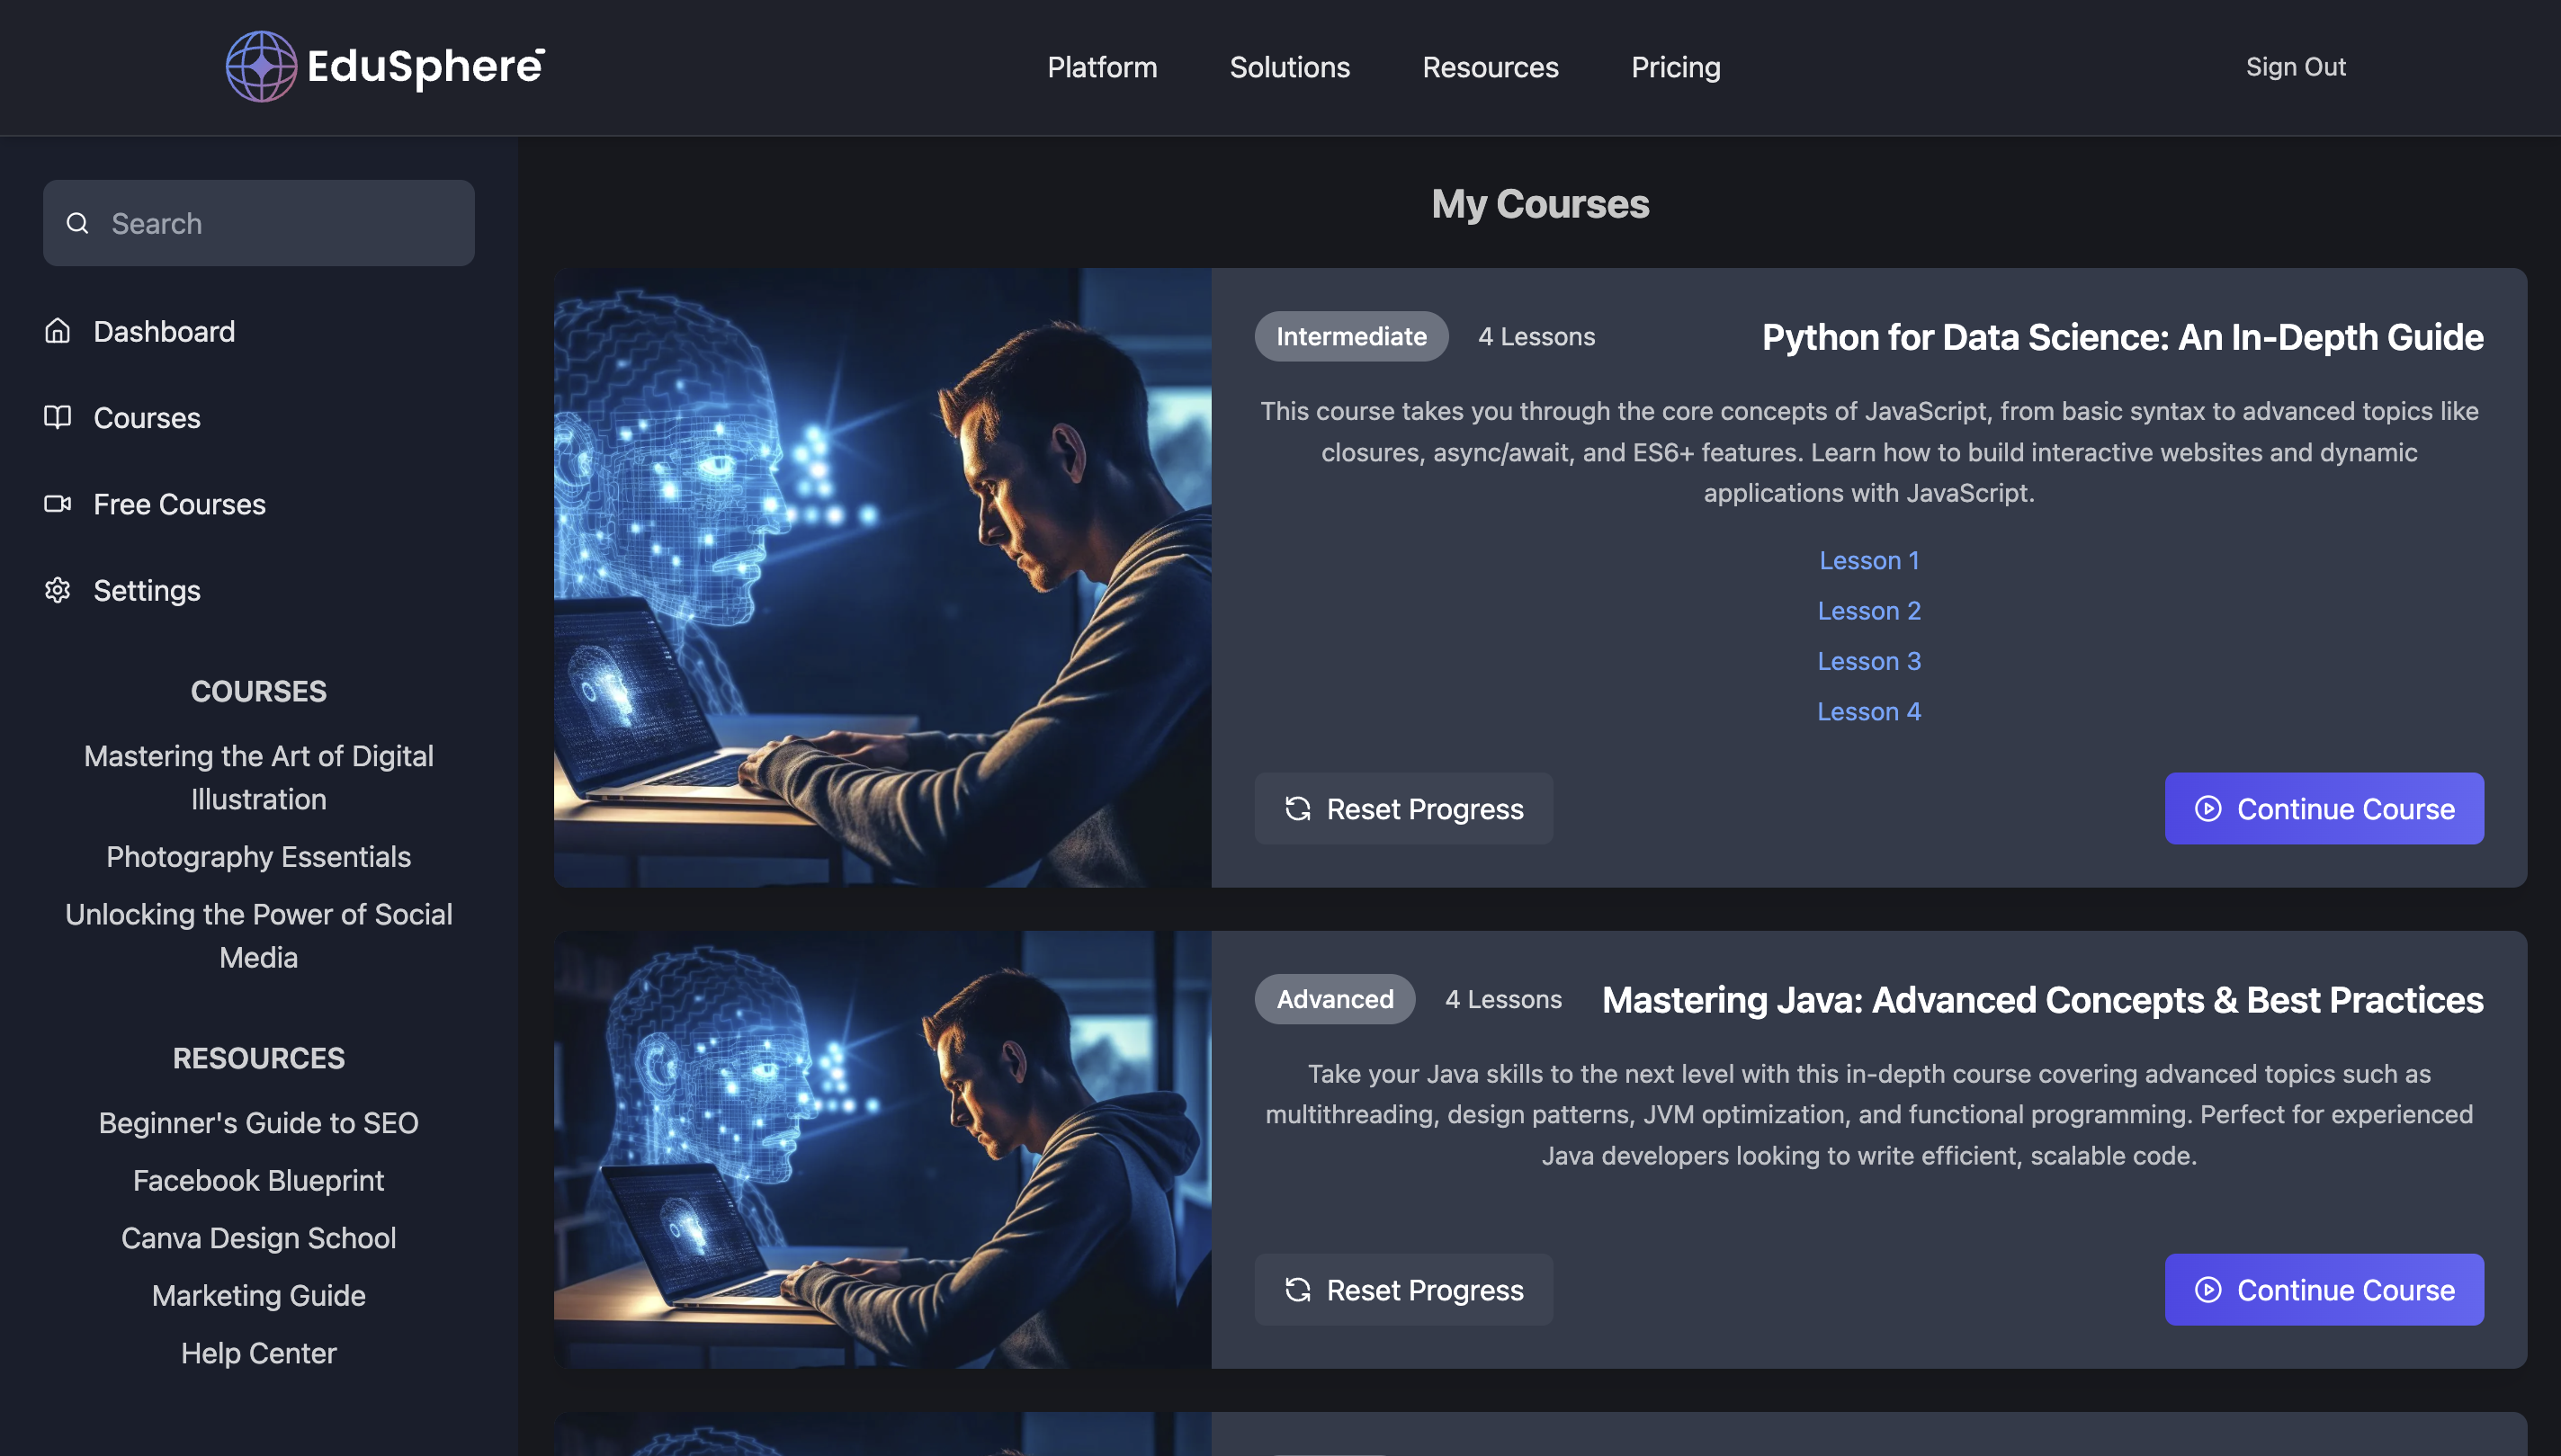 EduSphere
Platform
Solutions
Resources
Pricing
Sign Out
Search
Dashboard
Courses
Free Courses
Settings
COURSES
Mastering the Art of Digital
Illustration
Photography Essentials
Unlocking the Power of Social
Media
RESOURCES
Beginner's Guide to SEO
Facebook Blueprint
Canva Design School
Marketing Guide
Help Center
My Courses
Intermediate
4 Lessons
Python for Data Science: An In-Depth Guide
This course takes you through the core concepts of JavaScript, from basic syntax to advanced topics like
closures, async/await, and ES6+ features. Learn how to build interactive websites and dynamic
applications with JavaScript.
Lesson 1
Lesson 2
Lesson 3
Lesson 4
Reset Progress
Continue Course
Advanced
4 Lessons
Mastering Java: Advanced Concepts & Best Practices
Take your Java skills to the next level with this in-depth course covering advanced topics such as
multithreading, design patterns, JVM optimization, and functional programming. Perfect for experienced
Java developers looking to write efficient, scalable code.
Reset Progress
Continue Course